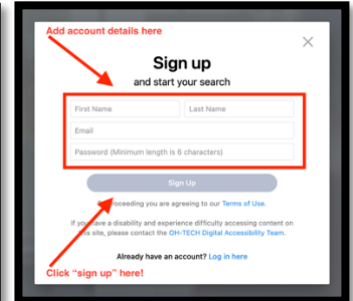 Add account details here
Sign up
and start your search
First Name
Last Name
Email
Password (Minimum length is 6 characters)
Sign Up
proceeding you are agreeing to our Terms of Use.
If you have a disability and experience difficulty accessing content on
this site, please contact the OH-TECH Digital Accessibility Team.
Already have an account? Log in here
Click "sign up" here!